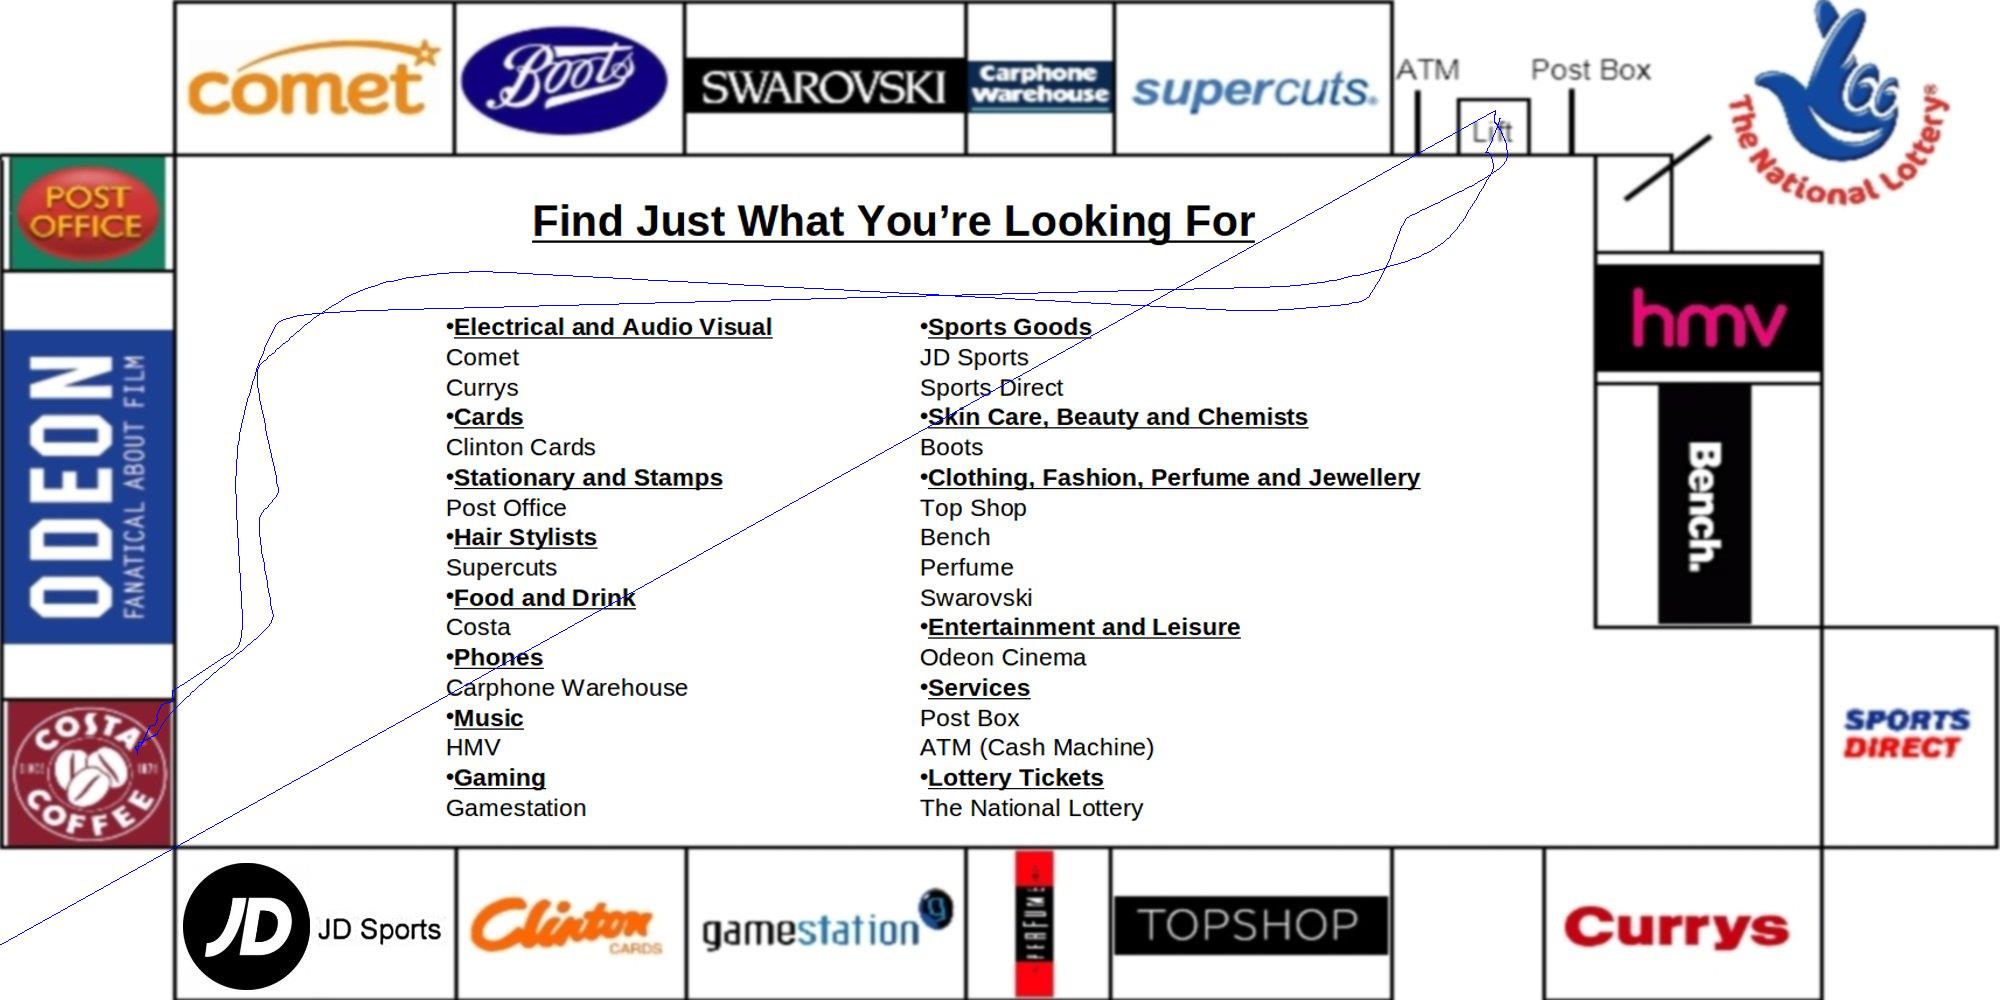 comet
Boots
SWAROVSKI
Carphone
Warehouse
supercuts.
ATM
Lift
Post Box
The National Lottery®
POST
OFFICE
ODEON
FANATICAL ABOUT FILM
COSTA
SINCE 1971
COFFEE
Find Just What You’re Looking For
•Electrical and Audio Visual
Comet
Currys
•Cards
Clinton Cards
•Stationary and Stamps
Post Office
•Hair Stylists
Supercuts
•Food and Drink
Costa
•Phones
Carphone Warehouse
•Music
HMV
•Gaming
Gamestation
•Sports Goods
JD Sports
Sports Direct
•Skin Care, Beauty and Chemists
Boots
•Clothing, Fashion, Perfume and Jewellery
Top Shop
Bench
Perfume
Swarovski
•Entertainment and Leisure
Odeon Cinema
•Services
Post Box
ATM (Cash Machine)
•Lottery Tickets
The National Lottery
hmv
Bench.
SPORTS
DIRECT
JD
JD Sports
Clinton
CARDS
gamestation
g
PERFUME
TOPSHOP
Currys